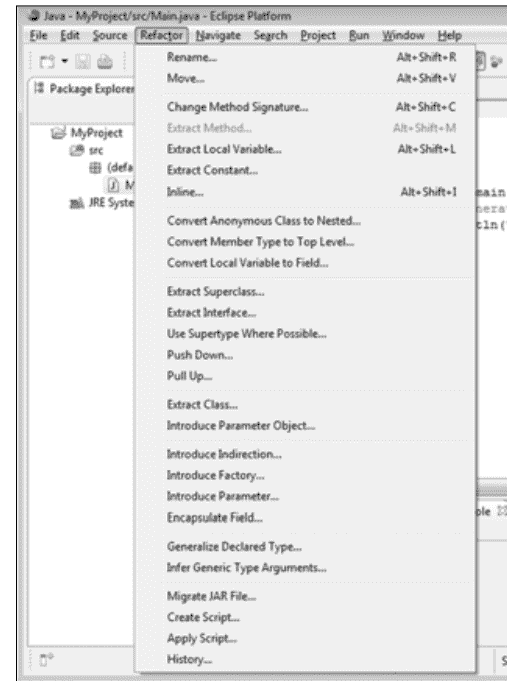 Java - MyProject/src/Main.java - Eclipse Platform
File Edit Source Refactor Navigate Search Project Run Window Help
Package Explorer
MyProject
src
(defa
M
JRE Syste
Rename... Alt+Shift+R
Move... Alt+Shift+V
Change Method Signature... Alt+Shift+C
Extract Method... Alt+Shift+M
Extract Local Variable... Alt+Shift+L
Extract Constant...
Inline... Alt+Shift+I
Convert Anonymous Class to Nested...
Convert Member Type to Top Level...
Convert Local Variable to Field...
Extract Superclass...
Extract Interface...
Use Supertype Where Possible...
Push Down...
Pull Up...
Extract Class...
Introduce Parameter Object...
Introduce Indirection...
Introduce Factory...
Introduce Parameter...
Encapsulate Field...
Generalize Declared Type...
Infer Generic Type Arguments...
Migrate JAR File...
Create Script...
Apply Script...
History...
main
nera
tln(
ole
S